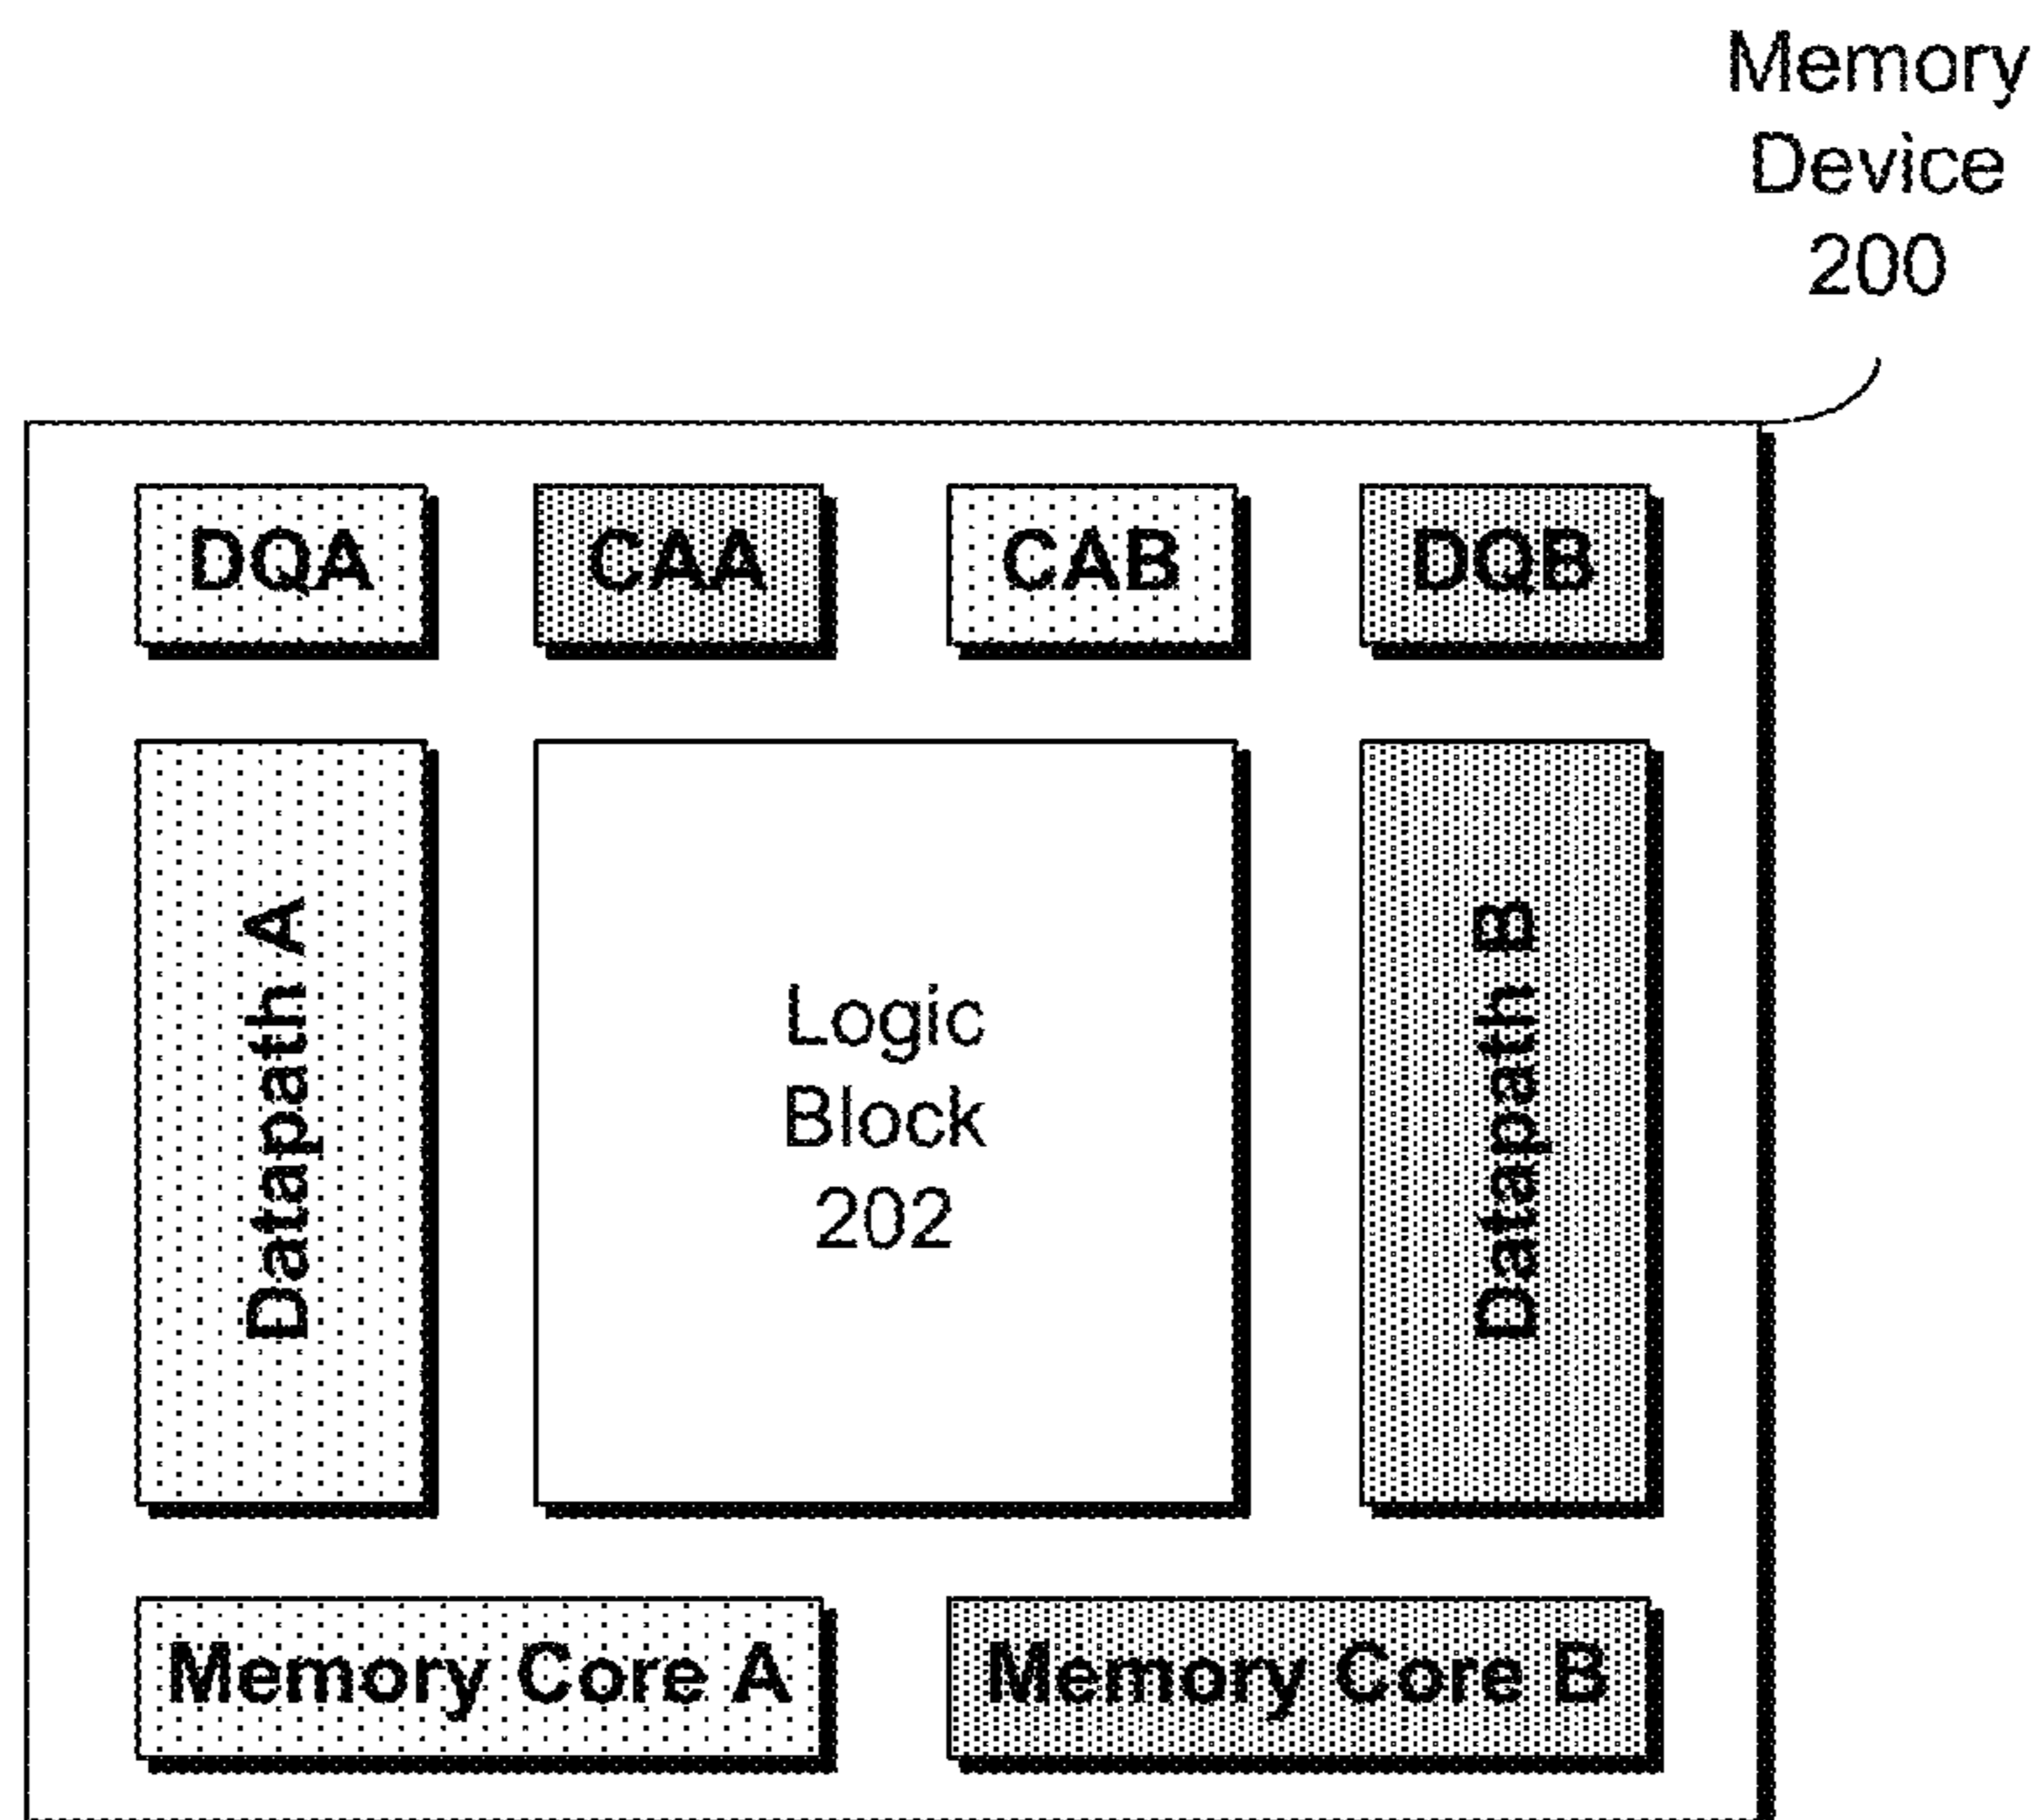 Memory
Device
200
DQA
CAA
CAB
DQB
Datapath A
Logic
Block
202
Datapath B
Memory Core A
Memory Core B